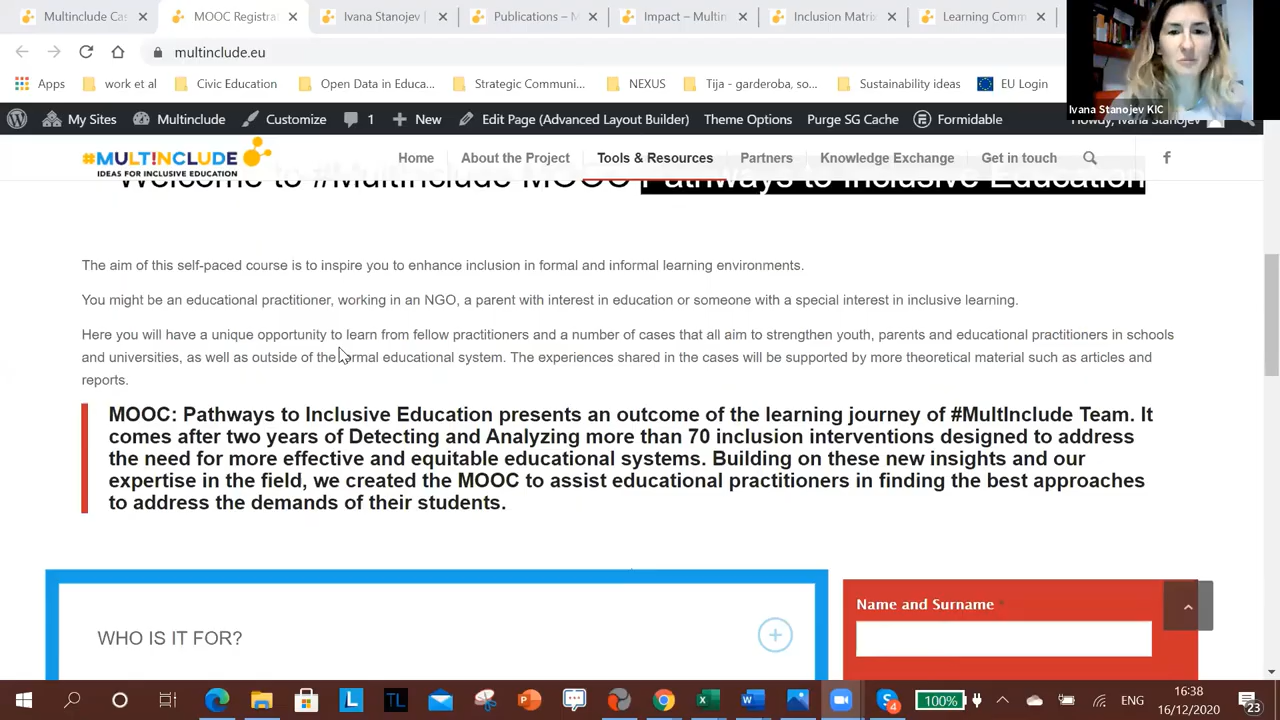 Multinclude Ca
MOOC Registra
Ivana Stanojev |
Publications – M
Impact – Multin
Inclusion Matrix
Learning Comm
multinclude.eu
Apps
work et al
Civic Education
Open Data in Educa...
Strategic Communi...
NEXUS
Tija - garderoba, so...
Sustainability ideas
EU Login
Ivana Stanojev KIC
My Sites
Multinclude
Customize
1
New
Edit Page (Advanced Layout Builder)
Theme Options
Purge SG Cache
Formidable
Howdy, Ivana Stanojev
#MULT!NCLUDE
IDEAS FOR INCLUSIVE EDUCATION
Home
About the Project
Tools & Resources
Partners
Knowledge Exchange
Get in touch
Welcome to #Multinclude MOOC Pathways to Inclusive Education
The aim of this self-paced course is to inspire you to enhance inclusion in formal and informal learning environments.
You might be an educational practitioner, working in an NGO, a parent with interest in education or someone with a special interest in inclusive learning.
Here you will have a unique opportunity to learn from fellow practitioners and a number of cases that all aim to strengthen youth, parents and educational practitioners in schools
and universities, as well as outside of the formal educational system. The experiences shared in the cases will be supported by more theoretical material such as articles and
reports.
MOOC: Pathways to Inclusive Education presents an outcome of the learning journey of #MultInclude Team. It
comes after two years of Detecting and Analyzing more than 70 inclusion interventions designed to address
the need for more effective and equitable educational systems. Building on these new insights and our
expertise in the field, we created the MOOC to assist educational practitioners in finding the best approaches
to address the demands of their students.
WHO IS IT FOR?
Name and Surname *
L
TL
4
100%
ENG
16:38
16/12/2020
23